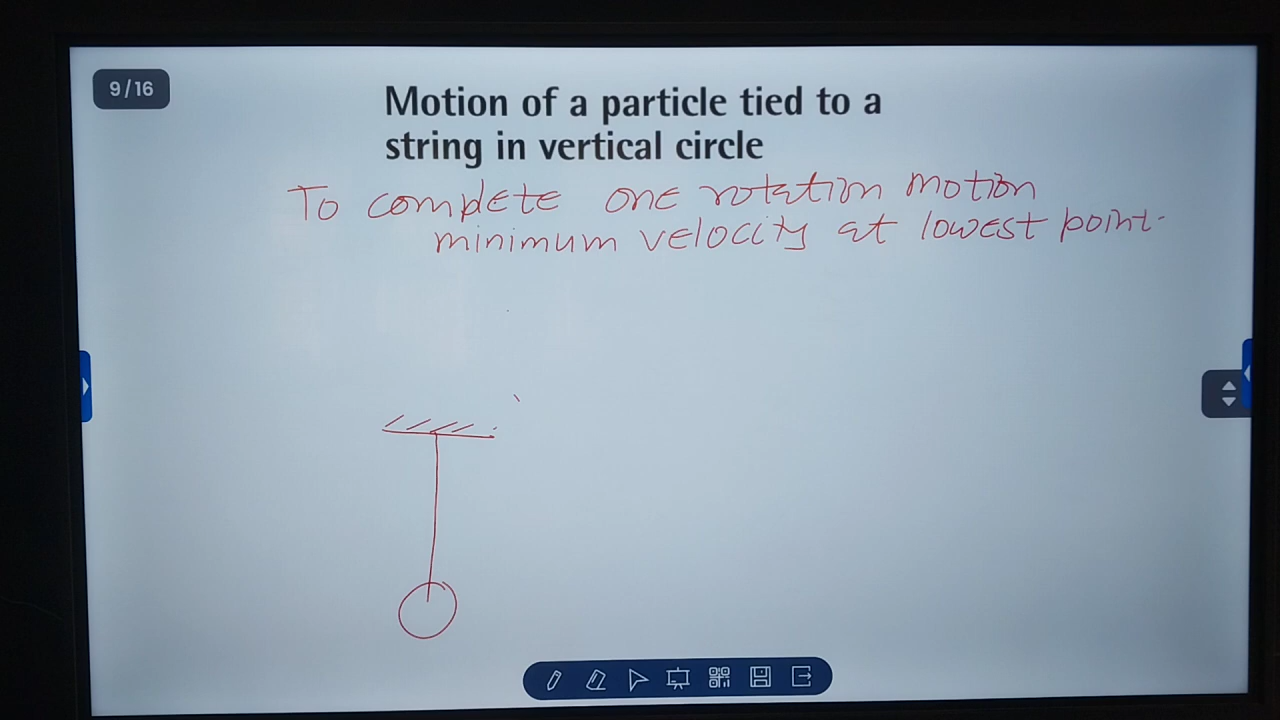 9/16
Motion of a particle tied to a
string in vertical circle
To complete one rotation motion
minimum velocity at lowest point.